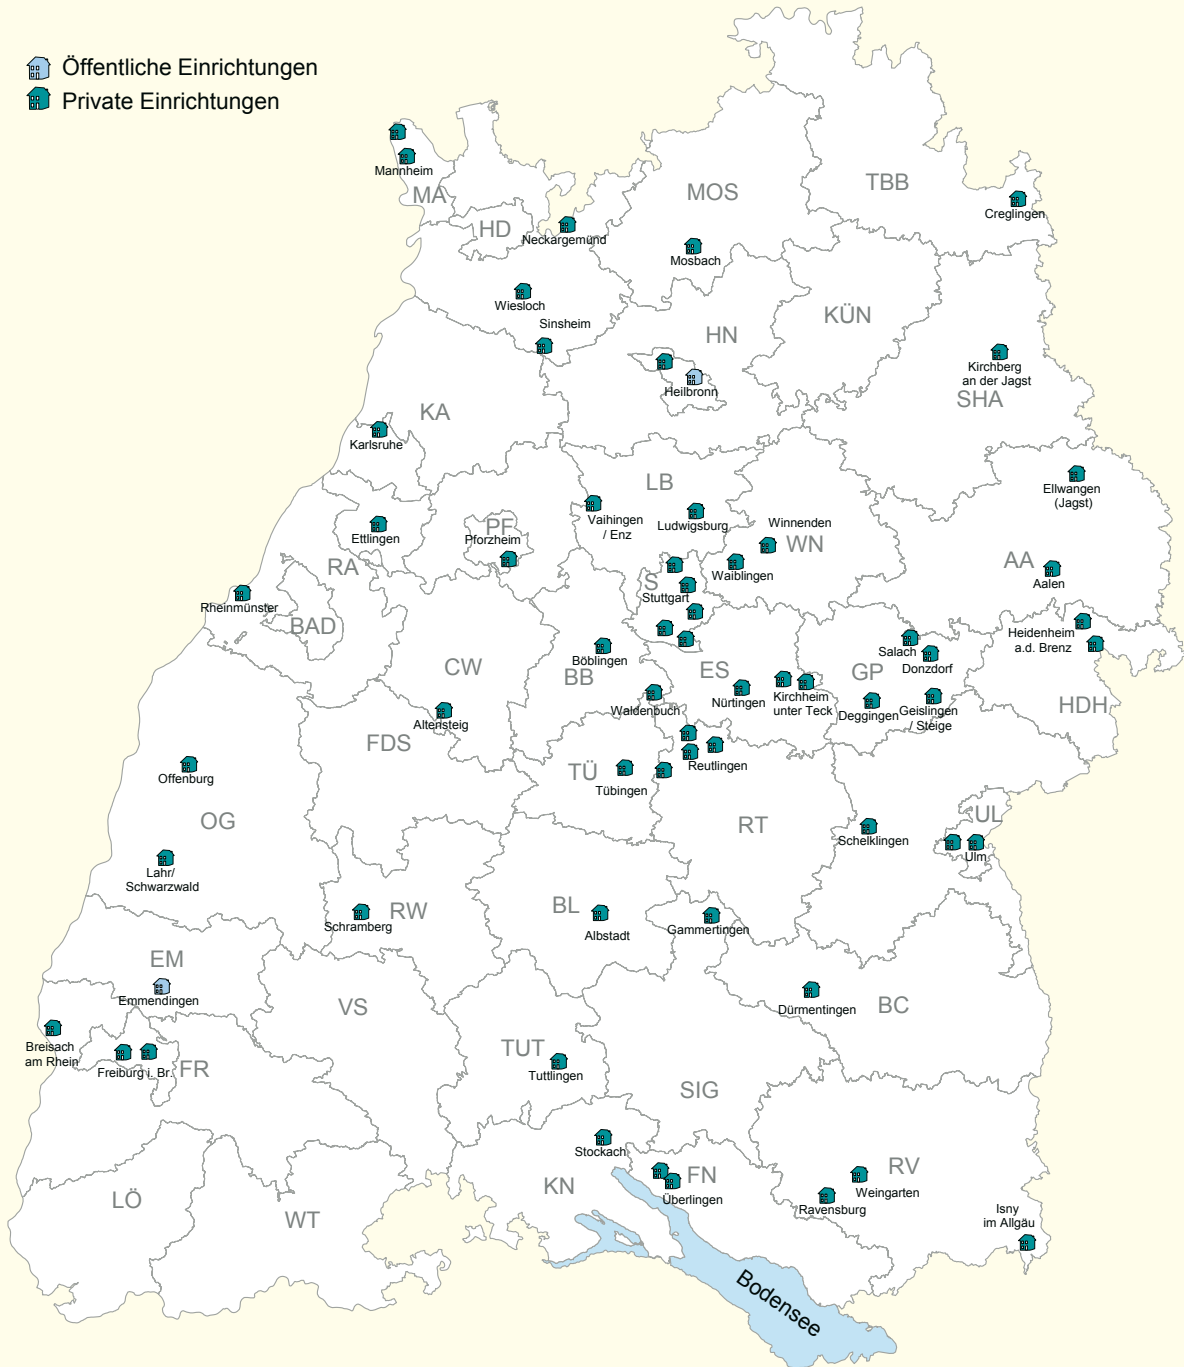 Öffentliche Einrichtungen
Private Einrichtungen
Mannheim
MA
HD
Neckargemünd
MOS
Mosbach
TBB
Creglingen
Wiesloch
Sinsheim
HN
Heilbronn
KÜN
Kirchberg
an der Jagst
SHA
KA
Karlsruhe
LB
Vaihingen
/ Enz
Ludwigsburg
Ellwangen
(Jagst)
PF
Pforzheim
Ettlingen
Winnenden
WN
Waiblingen
AA
Aalen
RA
Rheinmünster
BAD
S
Stuttgart
Heidenheim
a.d. Brenz
HDH
CW
Altensteig
Böblingen
BB
Waldenbuch
ES
Nürtingen
Kirchheim
unter Teck
Salach
Donzdorf
GP
Deggingen
Geislingen
/ Steige
FDS
Offenburg
OG
Lahr/
Schwarzwald
TÜ
Tübingen
Reutlingen
RT
Schelklingen
UL
Ulm
RW
Schramberg
BL
Albstadt
Gammertingen
EM
Emmendingen
VS
Dürmentingen
BC
Breisach
am Rhein
Freiburg i. Br.
FR
TUT
Tuttlingen
SIG
Stockach
KN
FN
Überlingen
RV
Weingarten
Ravensburg
Isny
im Allgäu
LÖ
WT
Bodensee